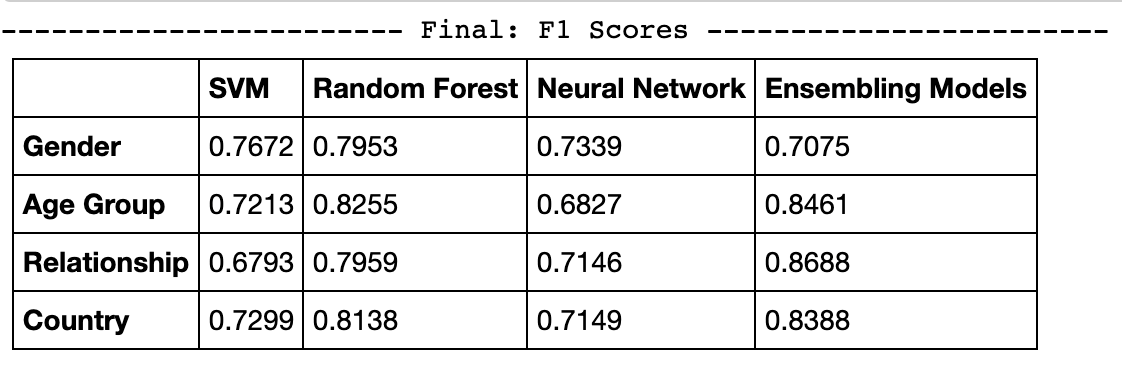 ------------------------ Final: F1 Scores ------------------------
SVM Random Forest Neural Network Ensembling Models
Gender 0.7672 0.7953 0.7339 0.7075
Age Group 0.7213 0.8255 0.6827 0.8461
Relationship 0.6793 0.7959 0.7146 0.8688
Country 0.7299 0.8138 0.7149 0.8388